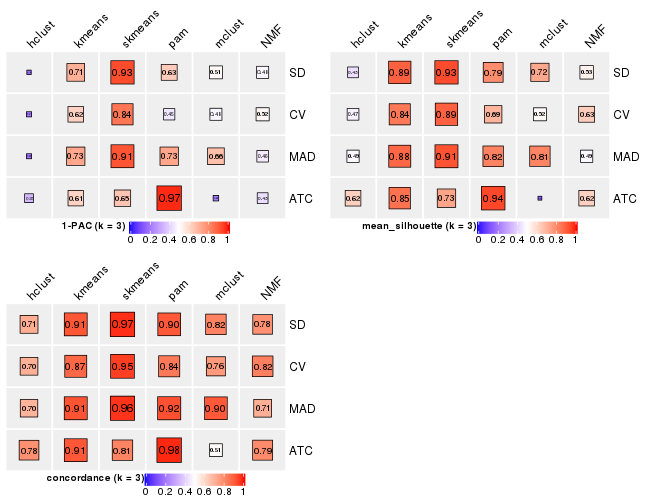 hclust kmeans skmeans pam mclust NMF
0.71 0.93 0.63 0.51 SD
0.62 0.84 0.52 CV
0.73 0.91 0.73 0.66 MAD
0.61 0.65 0.97 ATC
1-PAC (k = 3)
0 0.2 0.4 0.6 0.8 1
hclust kmeans skmeans pam mclust NMF
0.89 0.93 0.79 0.72 0.53 SD
0.47 0.84 0.89 0.69 0.52 0.63 CV
0.49 0.88 0.91 0.82 0.81 0.49 MAD
0.62 0.85 0.73 0.94 0.62 ATC
mean_silhouette (k = 3)
0 0.2 0.4 0.6 0.8 1
hclust kmeans skmeans pam mclust NMF
0.71 0.91 0.97 0.90 0.82 0.78 SD
0.70 0.87 0.95 0.84 0.76 0.82 CV
0.70 0.91 0.96 0.92 0.90 0.71 MAD
0.78 0.91 0.81 0.98 0.51 0.79 ATC
concordance (k = 3)
0 0.2 0.4 0.6 0.8 1